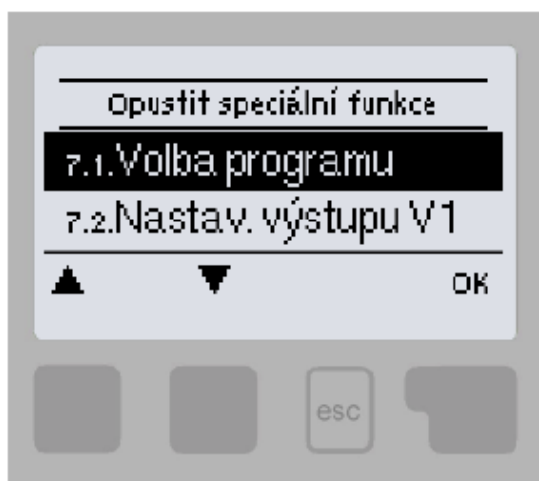 Opustit speciální funkce
7.1.Volba programu
7.2.Nastav. výstupu V1
OK
esc